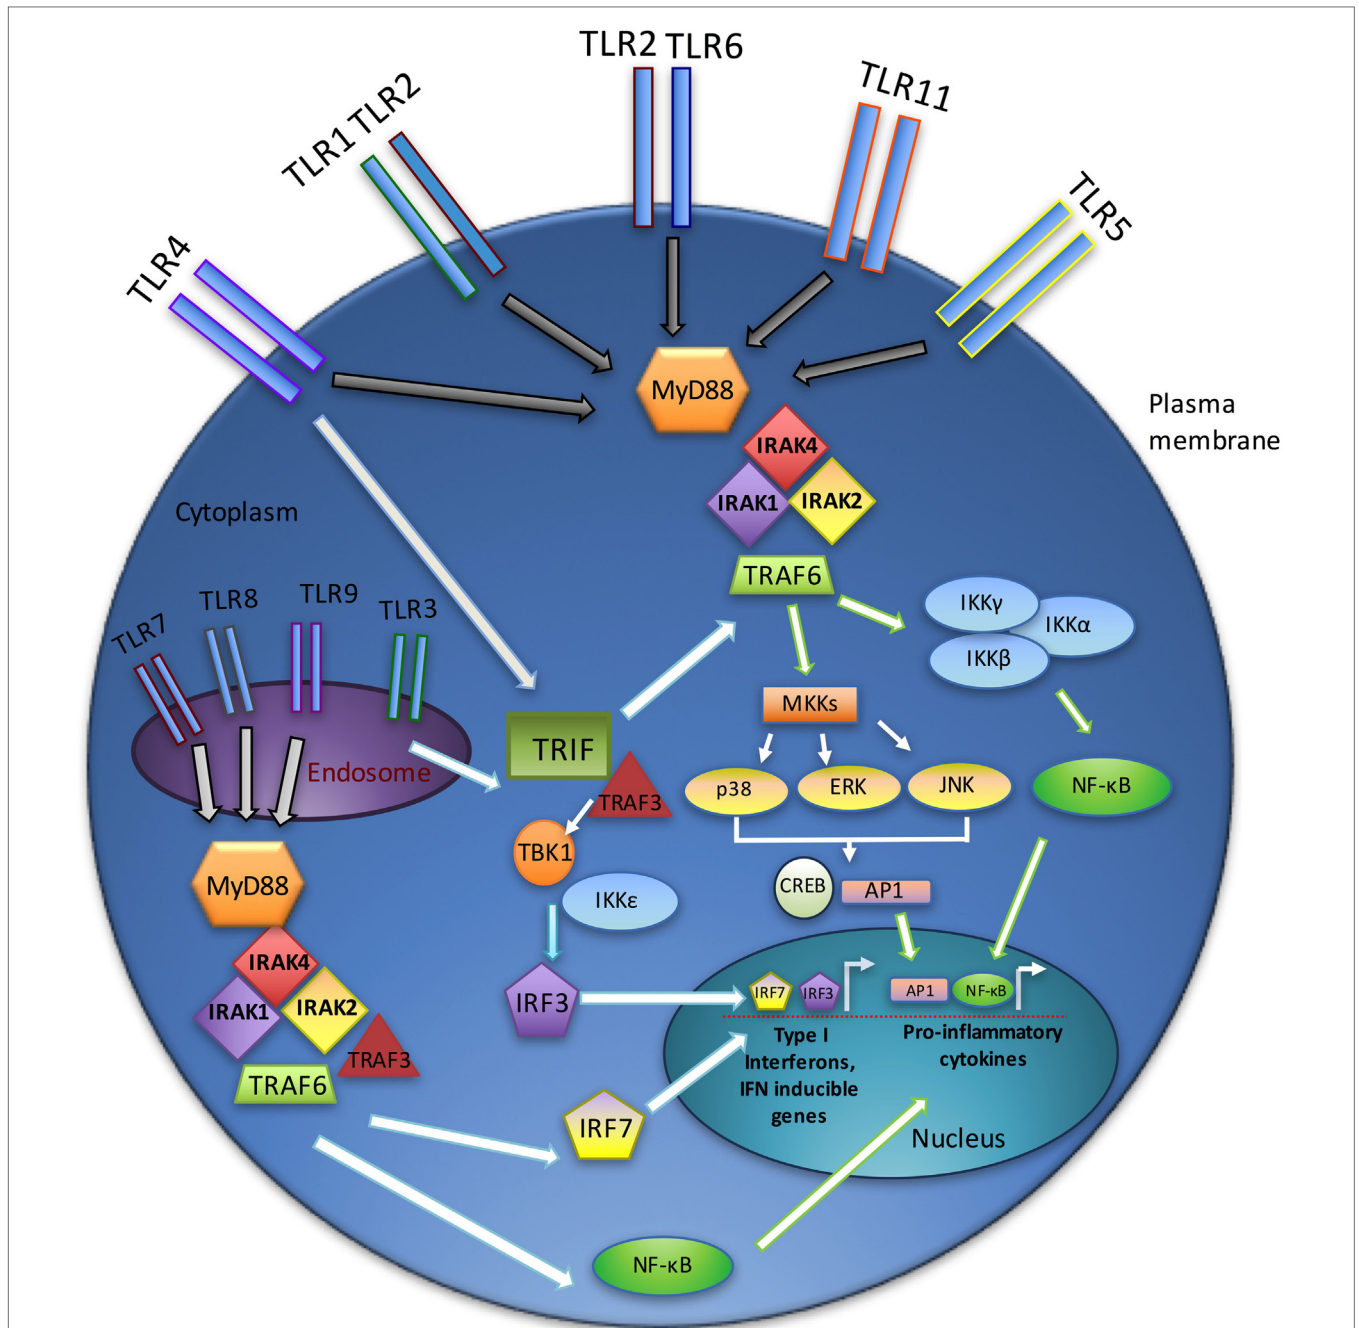 TLR2 TLR6
TLR11
TLR1 TLR2
TLR5
TLR4
MyD88
Plasma
membrane
IRAK4
IRAK1
IRAK2
Cytoplasm
TRAF6
IKKγ
IKKα
IKKβ
TLR7
TLR8
TLR9
TLR3
MKKs
TRIF
Endosome
TRAF3
p38
ERK
JNK
NF-κB
TBK1
MyD88
IKKε
CREB
AP1
IRAK4
IRAK1
IRAK2
IRF3
IRF7
IRF3
AP1
NF-κB
TRAF3
TRAF6
Type I
Interferons,
IFN inducible
genes
Pro-inflammatory
cytokines
IRF7
Nucleus
NF-κB